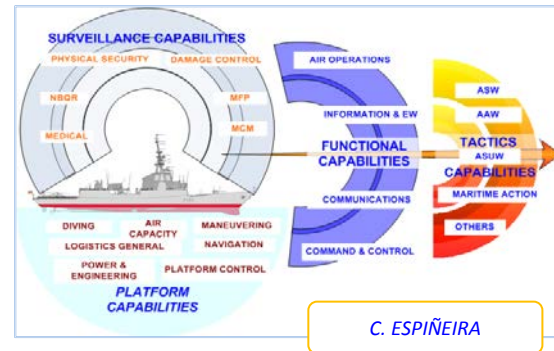 SURVEILLANCE CAPABILITIES
PHYSICAL SECURITY
DAMAGE CONTROL
NBQR
MFP
MEDICAL
MCM
DIVING
AIR
CAPACITY
MANEUVERING
LOGISTICS GENERAL
NAVIGATION
POWER &
ENGINEERING
PLATFORM CONTROL
PLATFORM
CAPABILITIES
AIR OPERATIONS
INFORMATION & EW
FUNCTIONAL
CAPABILITIES
COMMUNICATIONS
COMMAND & CONTROL
ASW
AAW
TACTICS
ASUW
CAPABILITIES
MARITIME ACTION
OTHERS
C. ESPIÑEIRA